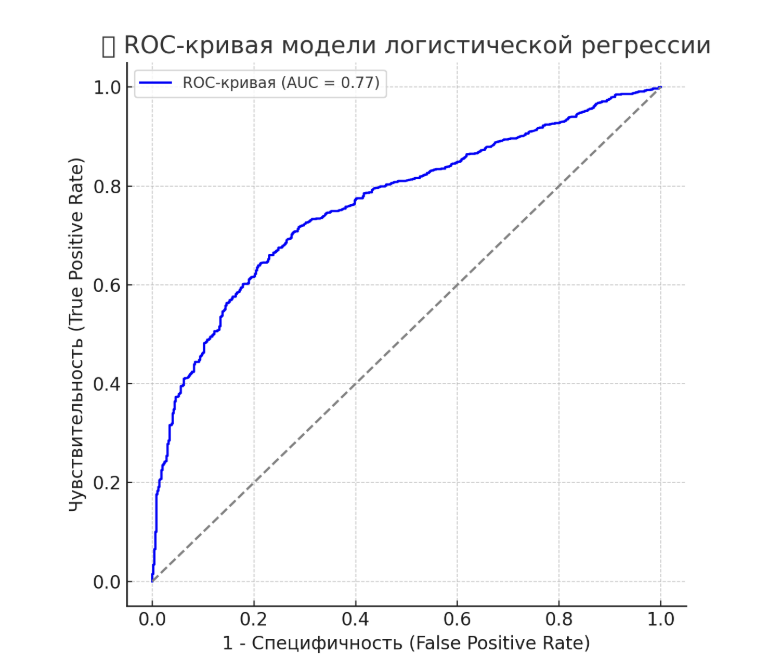 ROC-кривая модели логистической регрессии
ROC-кривая (AUC = 0.77)
1.0
0.8
0.6
0.4
0.2
0.0
Чувствительность (True Positive Rate)
0.0 0.2 0.4 0.6 0.8 1.0
1 - Специфичность (False Positive Rate)